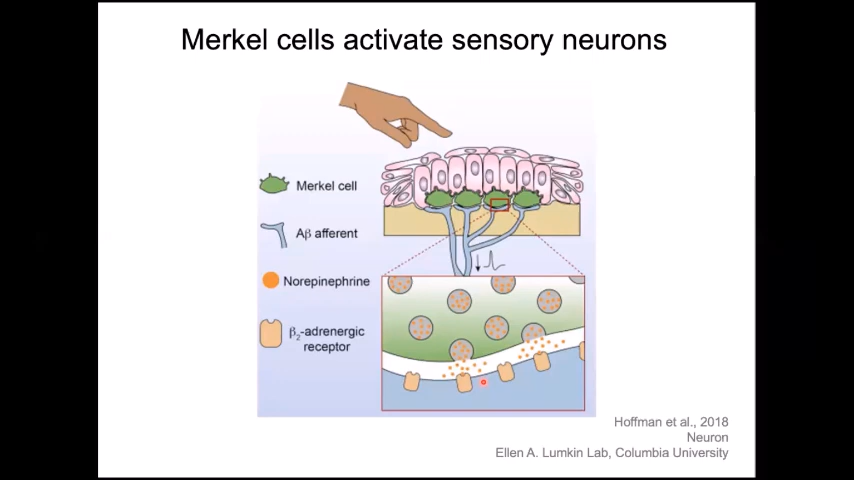 Merkel cells activate sensory neurons
Merkel cell
Aβ afferent
Norepinephrine
β2-adrenergic
receptor
Hoffman et al., 2018
Neuron
Ellen A. Lumkin Lab, Columbia University